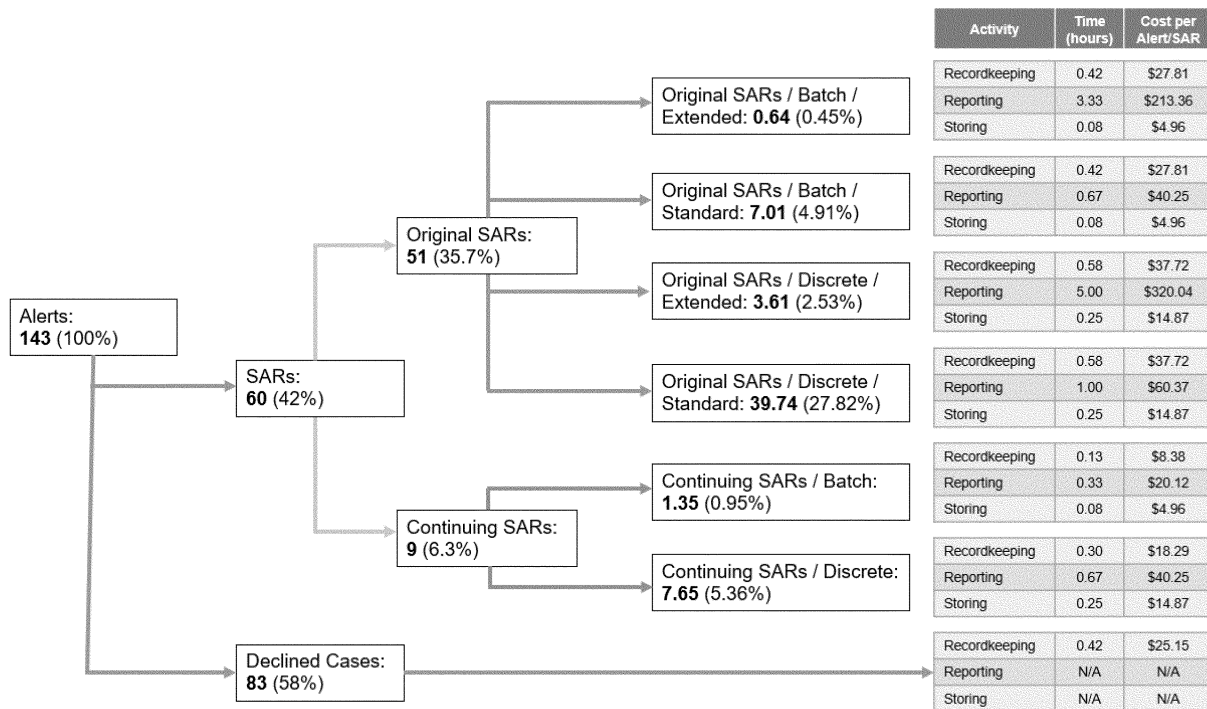 Activity Time (hours) Cost per Alert/SAR
Original SARs / Batch /
Extended: 0.64 (0.45%)
Recordkeeping 0.42 $27.81
Reporting 3.33 $213.36
Storing 0.08 $4.96
Original SARs / Batch /
Standard: 7.01 (4.91%)
Recordkeeping 0.42 $27.81
Reporting 0.67 $40.25
Storing 0.08 $4.96
Original SARs:
51 (35.7%)
Original SARs / Discrete /
Extended: 3.61 (2.53%)
Recordkeeping 0.58 $37.72
Reporting 5.00 $320.04
Storing 0.25 $14.87
Alerts:
143 (100%)
SARs:
60 (42%)
Original SARs / Discrete /
Standard: 39.74 (27.82%)
Recordkeeping 0.58 $37.72
Reporting 1.00 $60.37
Storing 0.25 $14.87
Continuing SARs / Batch:
1.35 (0.95%)
Recordkeeping 0.13 $8.38
Reporting 0.33 $20.12
Storing 0.08 $4.96
Continuing SARs:
9 (6.3%)
Continuing SARs / Discrete:
7.65 (5.36%)
Recordkeeping 0.30 $18.29
Reporting 0.67 $40.25
Storing 0.25 $14.87
Declined Cases:
83 (58%)
Recordkeeping 0.42 $25.15
Reporting N/A N/A
Storing N/A N/A